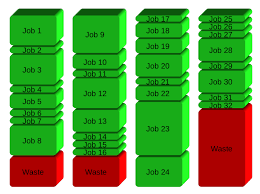 Job 1
Job 2
Job 3
Job 4
Job 5
Job 6
Job 7
Job 8
Waste
Job 9
Job 10
Job 11
Job 12
Job 13
Job 14
Job 15
Job 16
Waste
Job 17
Job 18
Job 19
Job 20
Job 21
Job 22
Job 23
Job 24
Job 25
Job 26
Job 27
Job 28
Job 29
Job 30
Job 31
Job 32
Waste